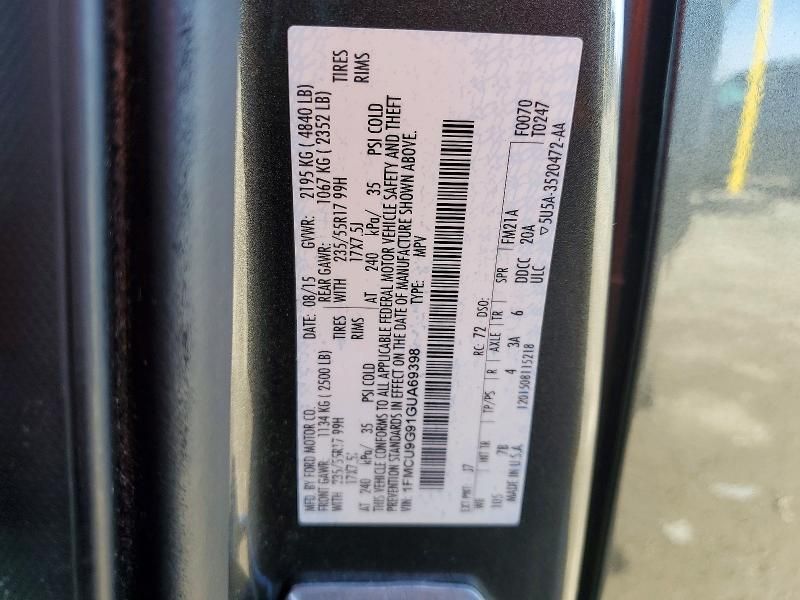 MFD. BY FORD MOTOR CO. DATE: 08/15 GVWR: 2195 KG ( 4840 LB)
FRONT GAWR: 1134 KG ( 2500 LB) REAR GAWR: 1067 KG ( 2352 LB)
WITH 235/55R17 99H TIRES WITH 235/55R17 99H TIRES
17X7.5J RIMS 17X7.5J RIMS
AT 240 kPa/ 35 PSI COLD AT 240 kPa/ 35 PSI COLD
THIS VEHICLE CONFORMS TO ALL APPLICABLE FEDERAL MOTOR VEHICLE SAFETY AND THEFT
PREVENTION STANDARDS IN EFFECT ON THE DATE OF MANUFACTURE SHOWN ABOVE.
VIN: 1FMCU9G91GUA69398 TYPE: MPV
F0070
T0247
EXT PNT: J7 RC: 72 DSO:
WB INT TR TP/PS R AXLE TR SPR FM21A
105 7B 4 3A 6 DDCC 20A
ULC
MADE IN U.S.A. 1201508115218 ▽5U5A-3520472-AA